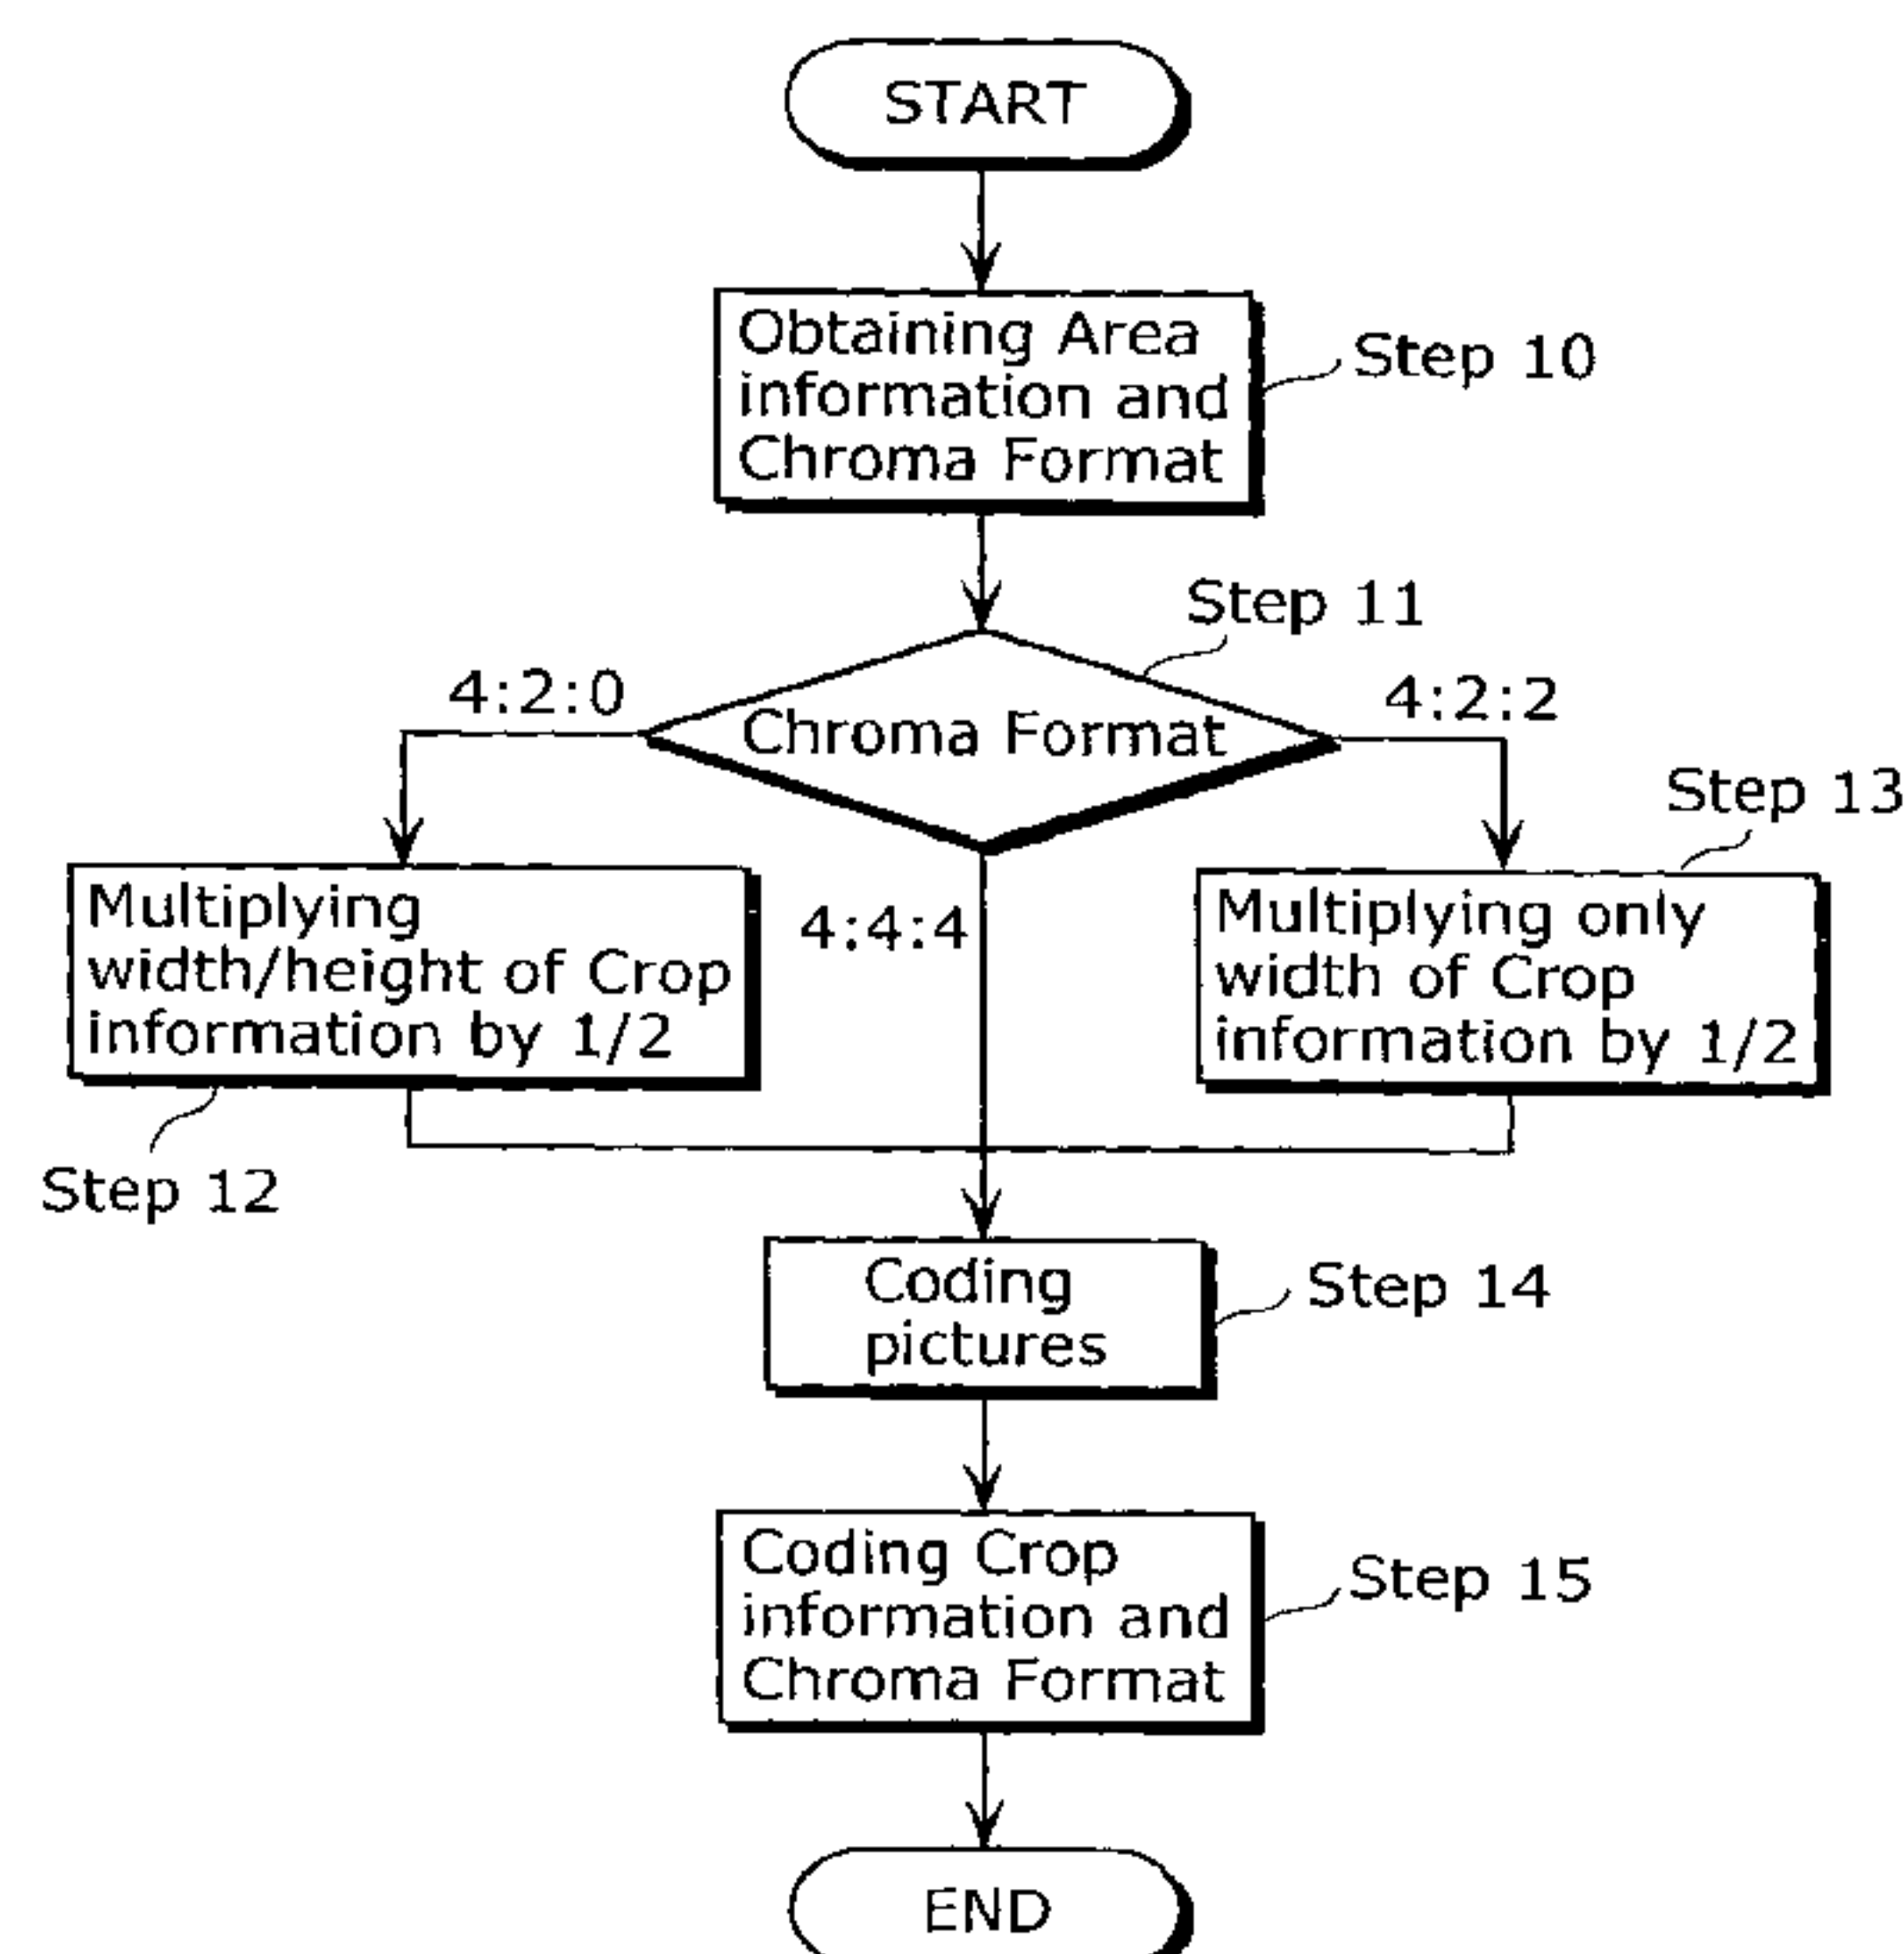 START
Obtaining Area
information and
Chroma Format
Step 10
Step 11
4:2:0
Chroma Format
4:2:2
Step 13
Multiplying
width/height of Crop
information by 1/2
4:4:4
Multiplying only
width of Crop
information by 1/2
Step 12
Coding
pictures
Step 14
Coding Crop
information and
Chroma Format
Step 15
END